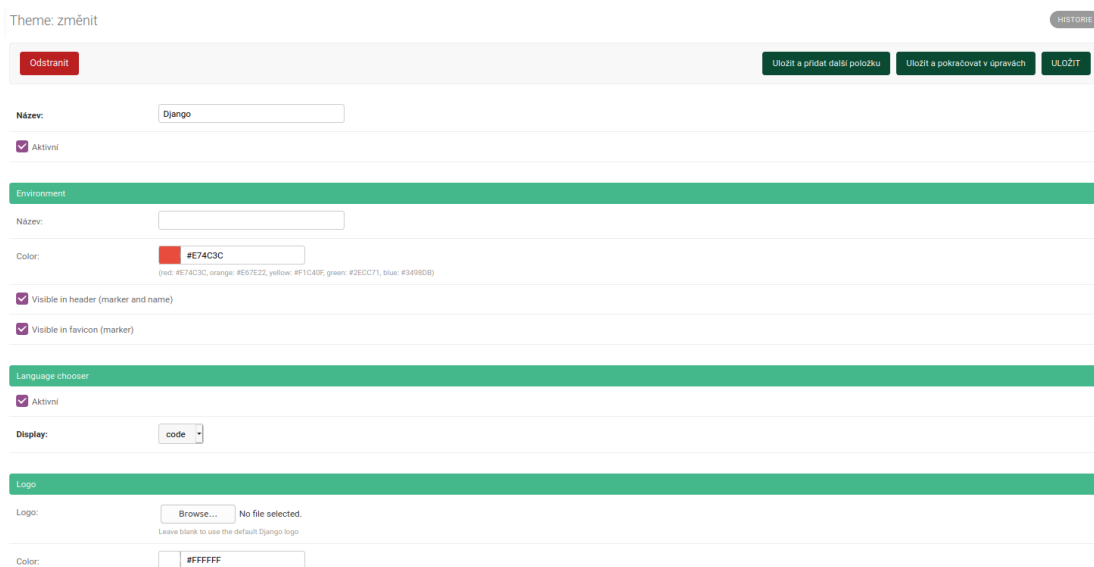 Theme: změnit
HISTORIE
Odstranit
Uložit a přidat další položku
Uložit a pokračovat v úpravách
ULOŽIT
Název:
Django
Aktivní
Environment
Název:
Color:
#E74C3C
(red: #E74C3C, orange: #E67E22, yellow: #F1C40F, green: #2ECC71, blue: #3498DB)
Visible in header (marker and name)
Visible in favicon (marker)
Language chooser
Aktivní
Display:
code
Logo
Logo:
Browse...
No file selected.
Leave blank to use the default Django logo
Color:
#FFFFFF